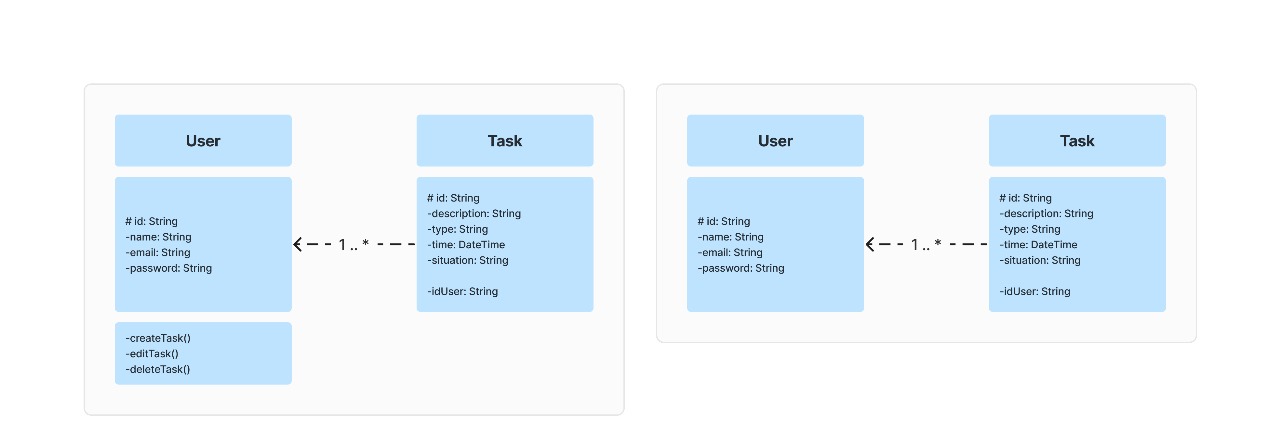 User
# id: String
-name: String
-email: String
-password: String
-createTask()
-editTask()
-deleteTask()
1 .. *
Task
# id: String
-description: String
-type: String
-time: DateTime
-situation: String
-idUser: String
User
# id: String
-name: String
-email: String
-password: String
1 .. *
Task
# id: String
-description: String
-type: String
-time: DateTime
-situation: String
-idUser: String